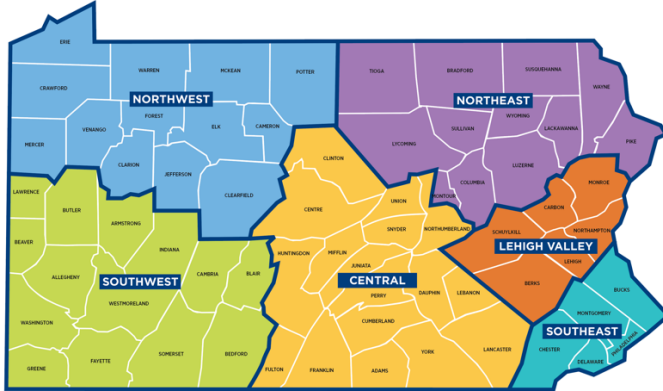 ERIE
WARREN
MCKEAN
POTTER
CRAWFORD
NORTHWEST
FOREST
VENANGO
ELK
CAMERON
MERCER
CLARION
JEFFERSON
CLEARFIELD
TIOGA
BRADFORD
SUSQUEHANNA
WAYNE
NORTHEAST
WYOMING
SULLIVAN
LACKAWANNA
LYCOMING
PIKE
LUZERNE
COLUMBIA
MONTOUR
LAWRENCE
BUTLER
ARMSTRONG
BEAVER
INDIANA
ALLEGHENY
CAMBRIA
BLAIR
SOUTHWEST
WESTMORELAND
WASHINGTON
FAYETTE
SOMERSET
BEDFORD
GREENE
CLINTON
CENTRE
UNION
SNYDER
NORTHUMBERLAND
HUNTINGDON
MIFFLIN
JUNIATA
CENTRAL
PERRY
DAUPHIN
LEBANON
CUMBERLAND
LANCASTER
YORK
FULTON
FRANKLIN
ADAMS
MONROE
CARBON
SCHUYLKILL
NORTHAMPTON
LEHIGH VALLEY
LEHIGH
BERKS
BUCKS
MONTGOMERY
SOUTHEAST
PHILADELPHIA
CHESTER
DELAWARE